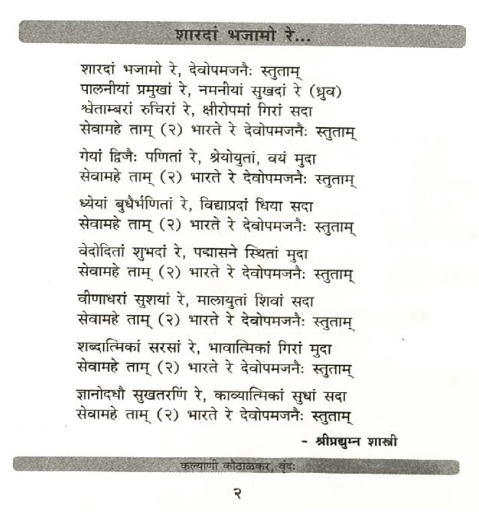 शारदां भजामो रे...
शारदां भजामो रे, देवोपमजनैः स्तुताम्
पालनीयां प्रमुखां रे, नमनीयां सुखदां रे (ध्रुव)
श्वेताम्बरां रुचिरां रे, क्षीरोपमां गिरां सदा
सेवामहे ताम् (२) भारते रे देवोपमजनैः स्तुताम्
गेयां द्विजैः पणितां रे, श्रेयोयुतां, वयं मुदा
सेवामहे ताम् (२) भारते रे देवोपमजनैः स्तुताम्
ध्येयां बुधैर्भणितां रे, विद्याप्रदां धिया सदा
सेवामहे ताम् (२) भारते रे देवोपमजनैः स्तुताम्
वेदोदितां शुभदां रे, पद्मासने स्थितां मुदा
सेवामहे ताम् (२) भारते रे देवोपमजनैः स्तुताम्
वीणाधरां सुशयां रे, मालायुतां शिवां सदा
सेवामहे ताम् (२) भारते रे देवोपमजनैः स्तुताम्
शब्दात्मिकां सरसां रे, भावात्मिकां गिरां मुदा
सेवामहे ताम् (२) भारते रे देवोपमजनैः स्तुताम्
ज्ञानोदधौ सुखतरणिं रे, काव्यात्मिकां सुधां सदा
सेवामहे ताम् (२) भारते रे देवोपमजनैः स्तुताम्
- श्रीप्रद्युम्न शास्त्री
कल्याणी कोठाळकर, वृंदः
२